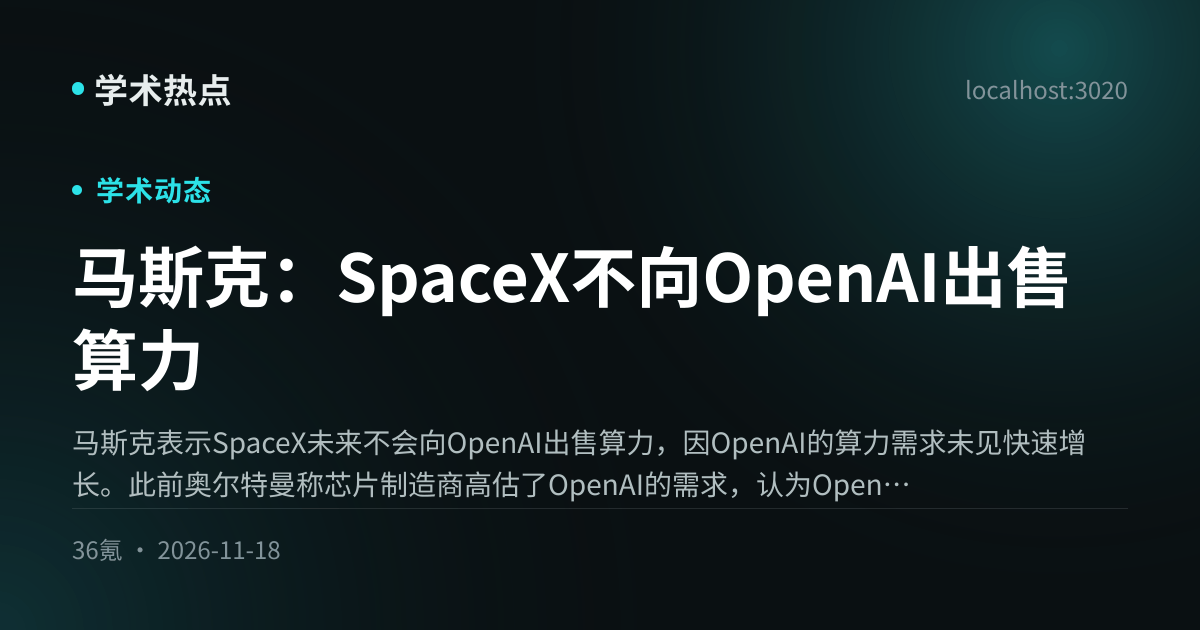 学术热点
localhost:3020
学术动态
马斯克：SpaceX不向OpenAI出售
算力
马斯克表示SpaceX未来不会向OpenAI出售算力，因OpenAI的算力需求未见快速增
长。此前奥尔特曼称芯片制造商高估了OpenAI的需求，认为Open…
36氪 · 2026-11-18